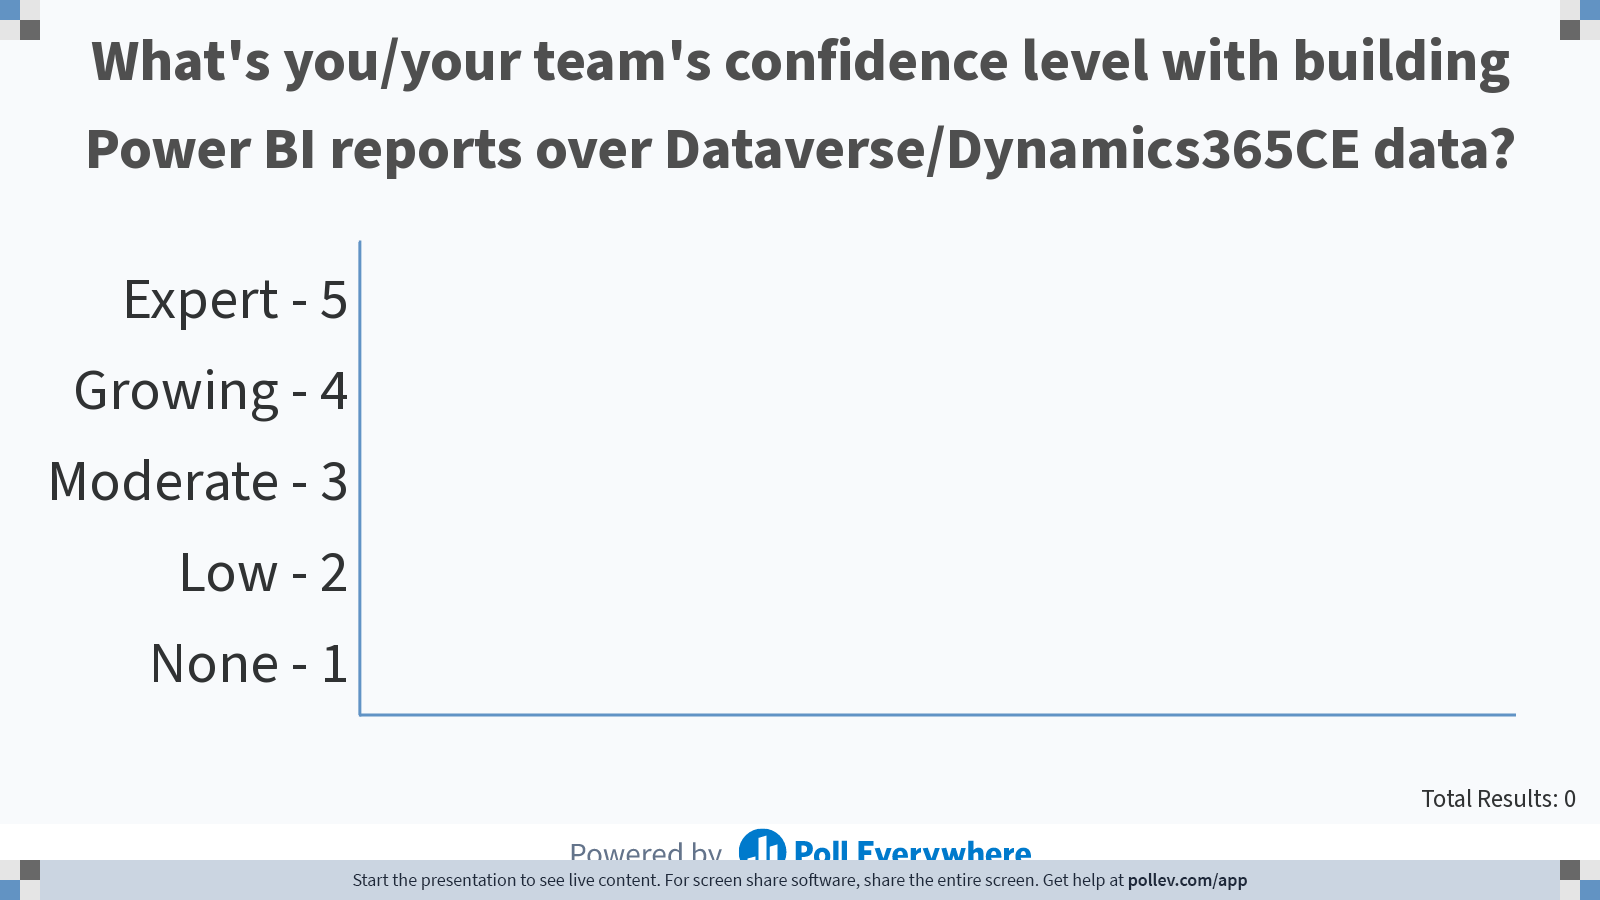 What's you/your team's confidence level with building
Power BI reports over Dataverse/Dynamics365CE data?
Expert - 5
Growing - 4
Moderate - 3
Low - 2
None - 1
Total Results: 0
Powered by Poll Everywhere
Start the presentation to see live content. For screen share software, share the entire screen. Get help at pollev.com/app